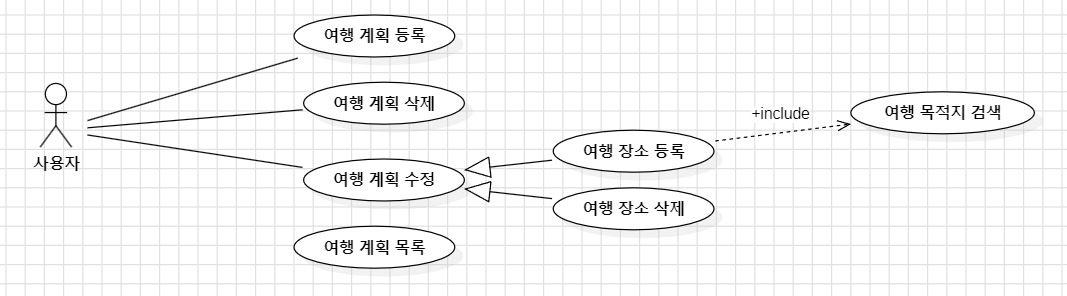 여행 계획 등록
여행 계획 삭제
사용자
여행 계획 수정
여행 계획 목록
여행 장소 등록
여행 장소 삭제
+include
여행 목적지 검색